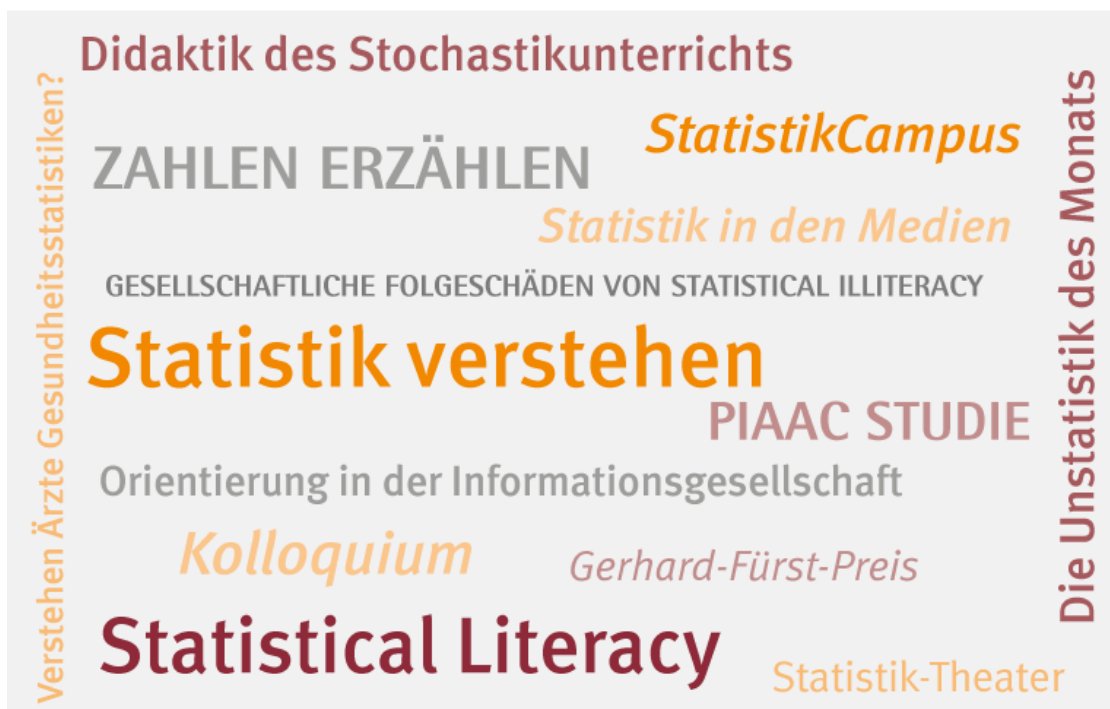 Didaktik des Stochastikunterrichts
Verstehen Ärzte Gesundheitsstatistiken?
StatistikCampus
ZAHLEN ERZÄHLEN
Die Unstatistik des Monats
Statistik in den Medien
GESELLSCHAFTLICHE FOLGESCHÄDEN VON STATISTICAL ILLITERACY
Statistik verstehen
PIAAC STUDIE
Orientierung in der Informationsgesellschaft
Kolloquium
Gerhard-Fürst-Preis
Statistical Literacy
Statistik-Theater